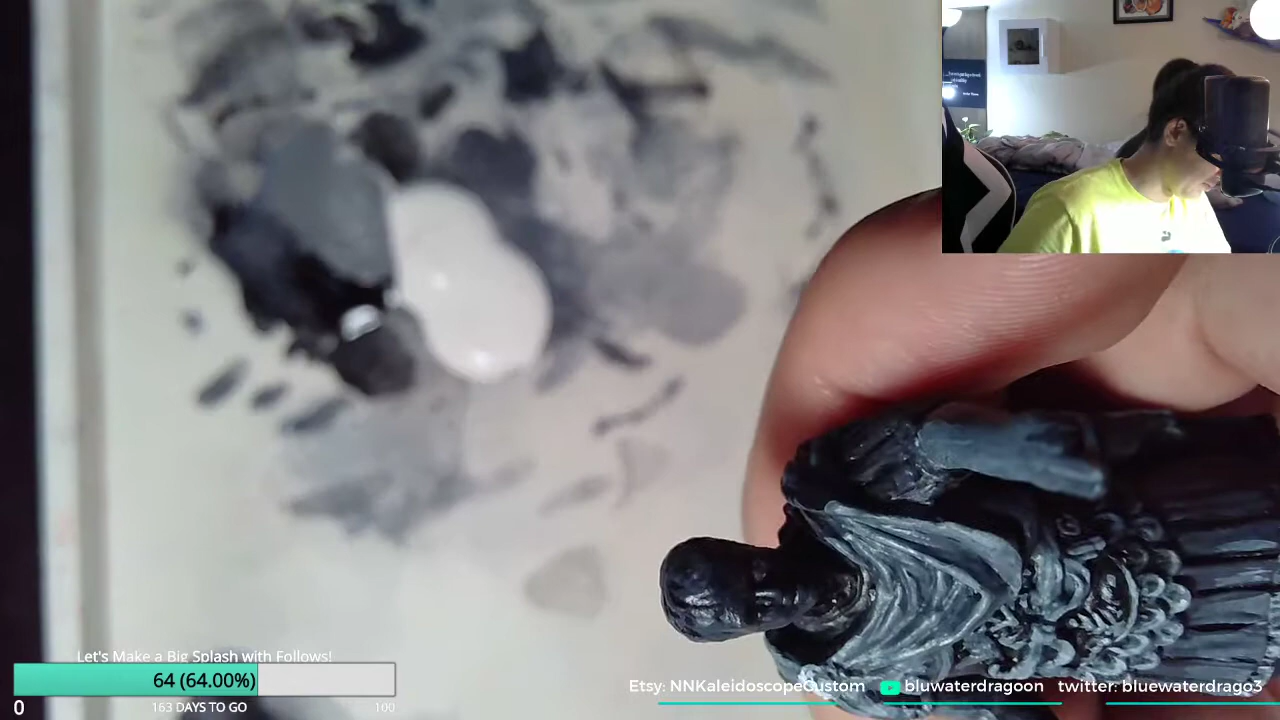 Let's Make a Big Splash with Follows!
64 (64.00%)
0 163 DAYS TO GO 100
Etsy: NNKaleidoscopeCustom bluwaterdragoon twitter: bluewaterdrago3